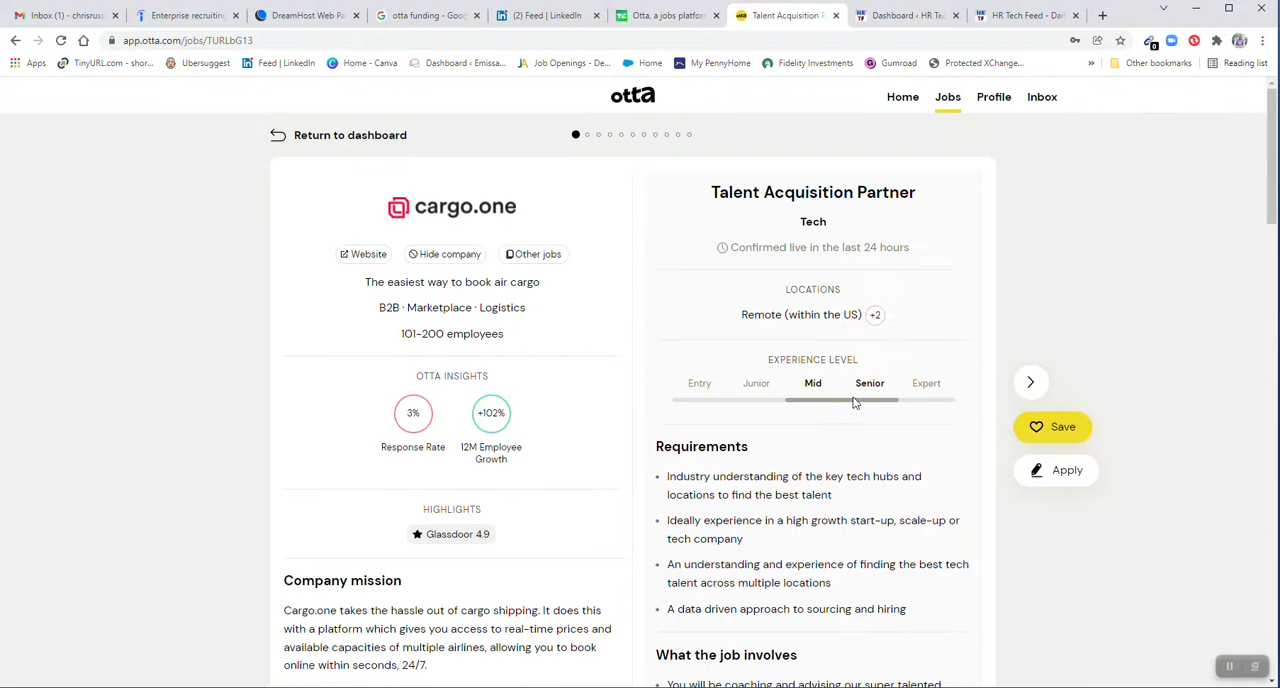 Inbox (1) - chrisruss
Enterprise recruiting
DreamHost Web Pa
otta funding - Goog
(2) Feed | LinkedIn
Otta, a jobs platfor
Talent Acquisition P
Dashboard ‹ HR Tec
HR Tech Feed - Dail
app.otta.com/jobs/TURLbG13
Apps
TinyURL.com - shor...
Ubersuggest
Feed | LinkedIn
Home - Canva
Dashboard ‹ Emissa...
Job Openings - De...
Home
My PennyHome
Fidelity Investments
Gumroad
Protected XChange...
»
Other bookmarks
Reading list
otta
Home
Jobs
Profile
Inbox
Return to dashboard
cargo.one
Website
Hide company
Other jobs
The easiest way to book air cargo
B2B · Marketplace · Logistics
101-200 employees
OTTA INSIGHTS
3%
+102%
Response Rate
12M Employee
Growth
HIGHLIGHTS
Glassdoor 4.9
Company mission
Cargo.one takes the hassle out of cargo shipping. It does this
with a platform which gives you access to real-time prices and
available capacities of multiple airlines, allowing you to book
online within seconds, 24/7.
Talent Acquisition Partner
Tech
Confirmed live in the last 24 hours
LOCATIONS
Remote (within the US) +2
EXPERIENCE LEVEL
Entry Junior Mid Senior Expert
Requirements
• Industry understanding of the key tech hubs and
locations to find the best talent
• Ideally experience in a high growth start-up, scale-up or
tech company
• An understanding and experience of finding the best tech
talent across multiple locations
• A data driven approach to sourcing and hiring
What the job involves
• You will be coaching and advising our super talented
Save
Apply